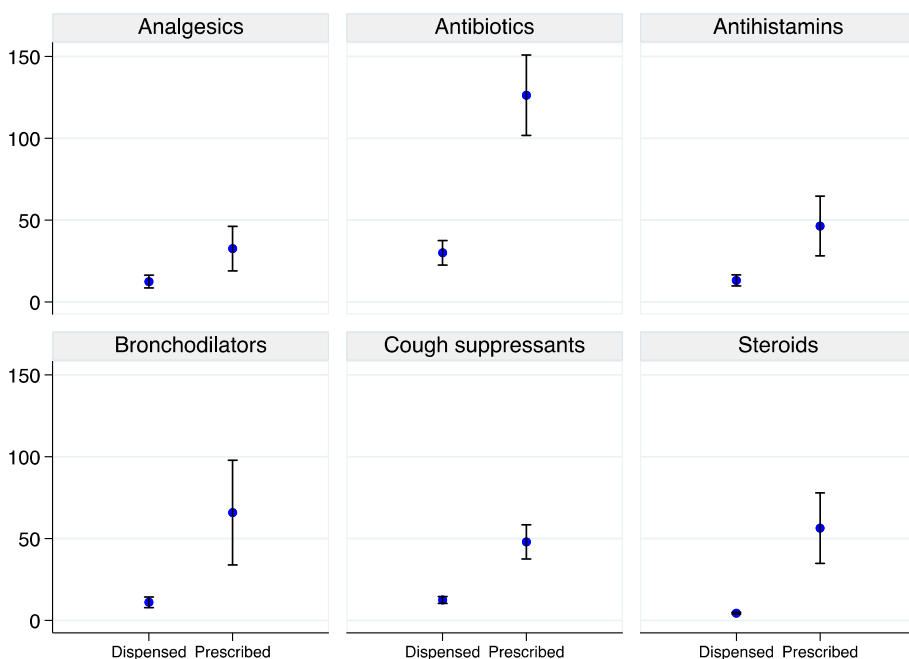 Analgesics Antibiotics Antihistamins
150
100
50
0
Bronchodilators Cough suppressants Steroids
150
100
50
0
Dispensed Prescribed Dispensed Prescribed Dispensed Prescribed